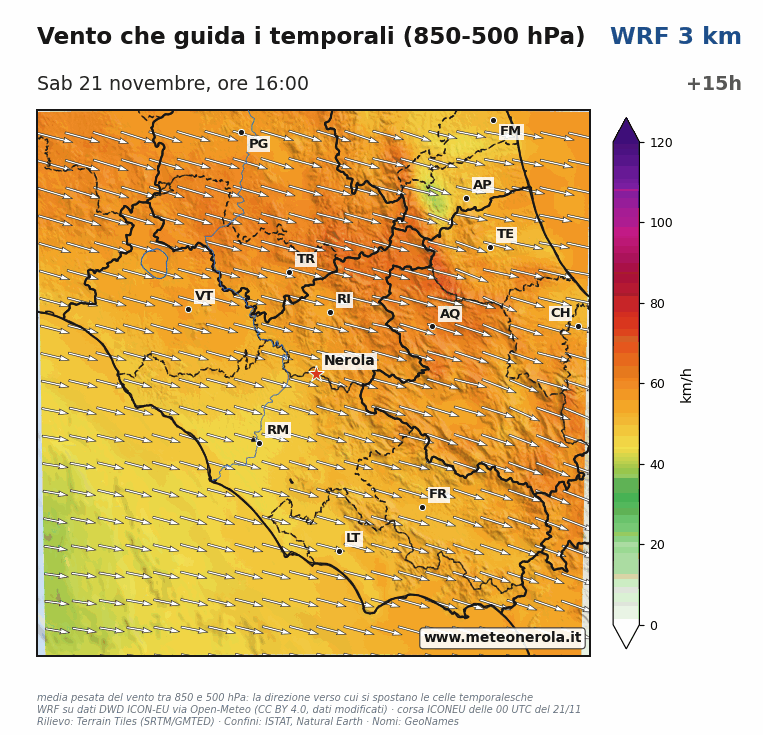 Vento che guida i temporali (850-500 hPa) WRF 3 km
Sab 21 novembre, ore 16:00 +15h
FM
PG
AP
TE
TR
VT
RI
AQ
CH
Nerola
RM
FR
LT
www.meteonerola.it
120
100
80
60
40
20
0
km/h
media pesata del vento tra 850 e 500 hPa: la direzione verso cui si spostano le celle temporalesche
WRF su dati DWD ICON-EU via Open-Meteo (CC BY 4.0, dati modificati) · corsa ICONEU delle 00 UTC del 21/11
Rilievo: Terrain Tiles (SRTM/GMTED) · Confini: ISTAT, Natural Earth · Nomi: GeoNames